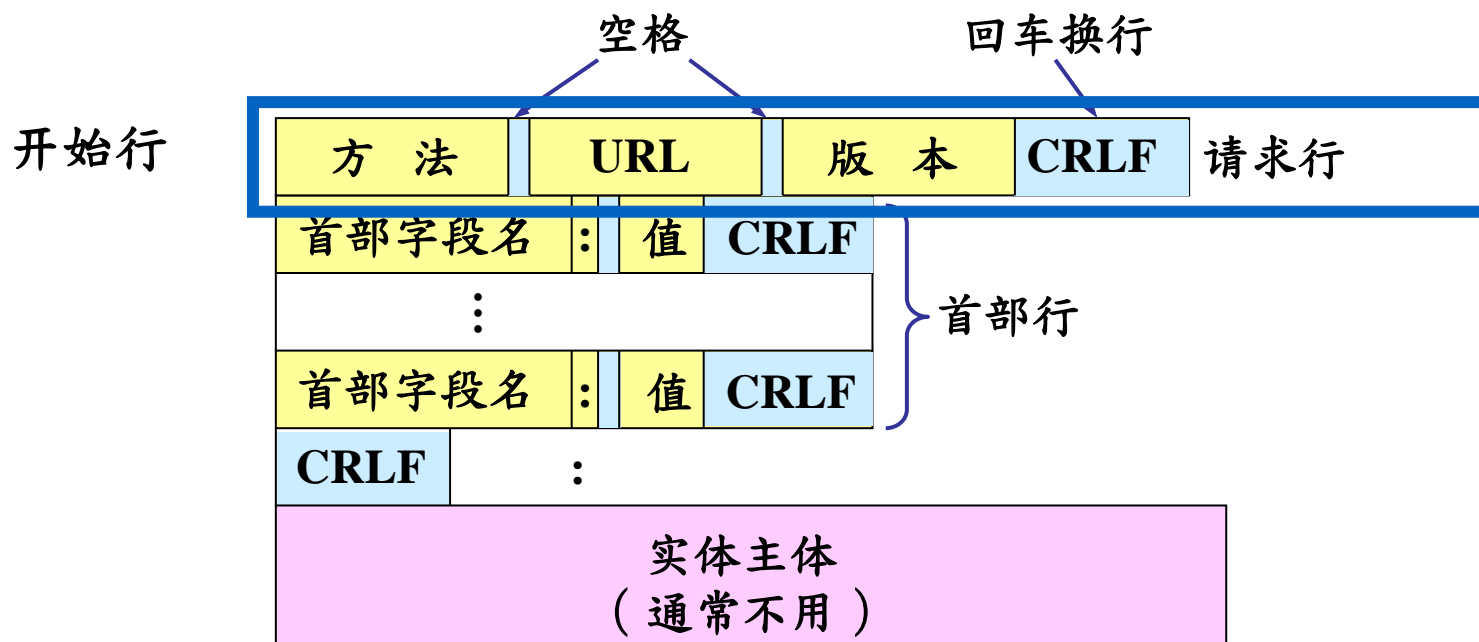 空格 回车换行
开始行 方 法 URL 版 本 CRLF 请求行
首部字段名 : 值 CRLF
⋮ 首部行
首部字段名 : 值 CRLF
CRLF :
实体主体
（通常不用）